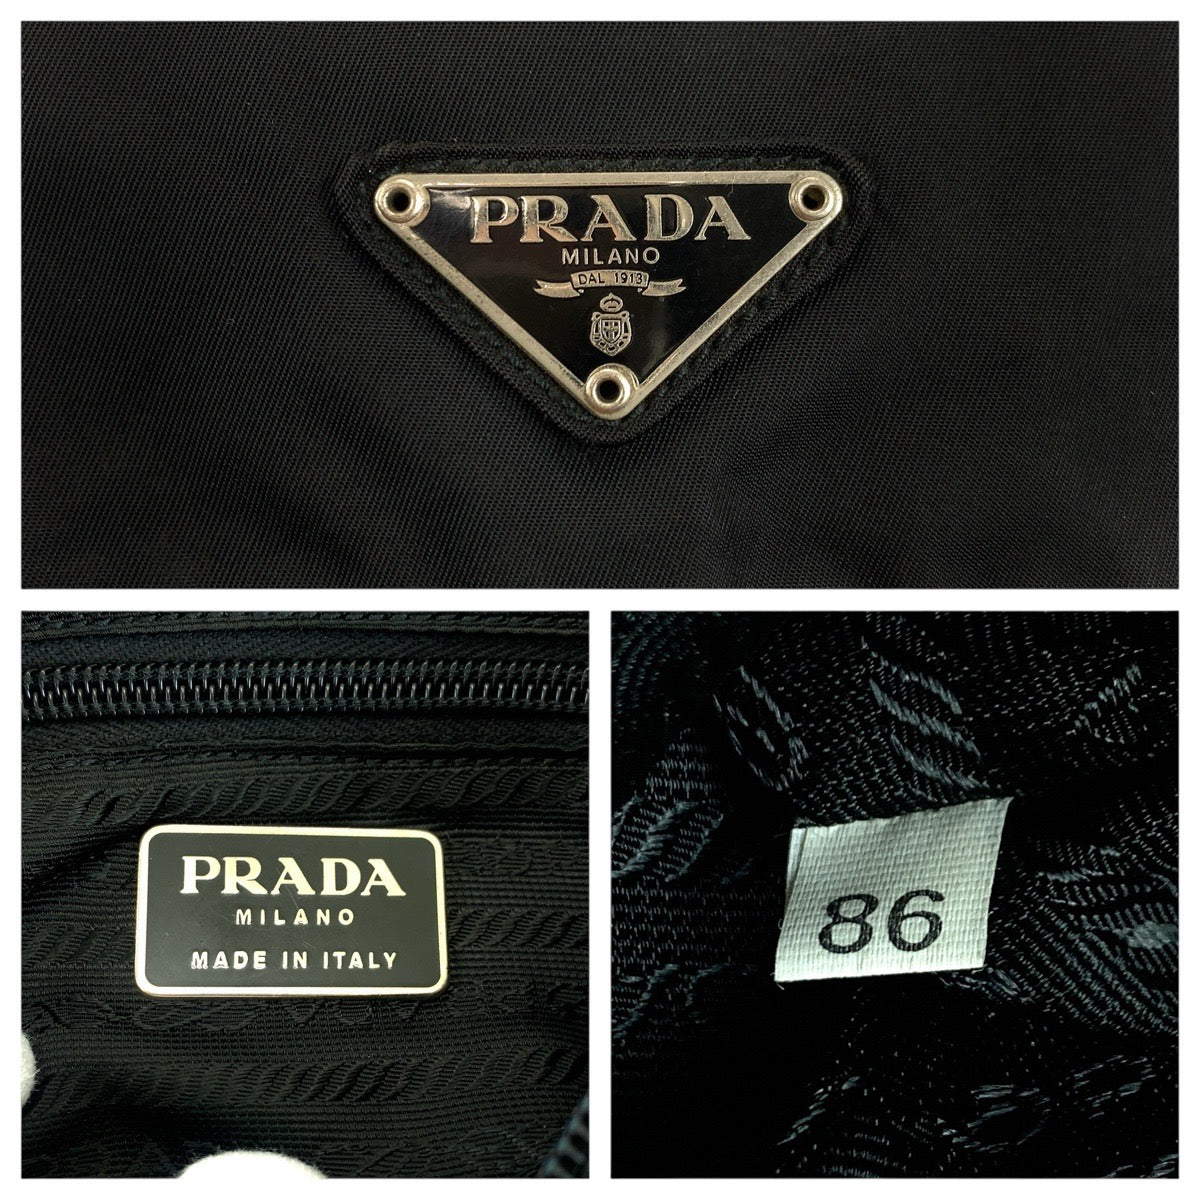 PRADA
MILANO
DAL 1913
PRADA
MILANO
MADE IN ITALY
86